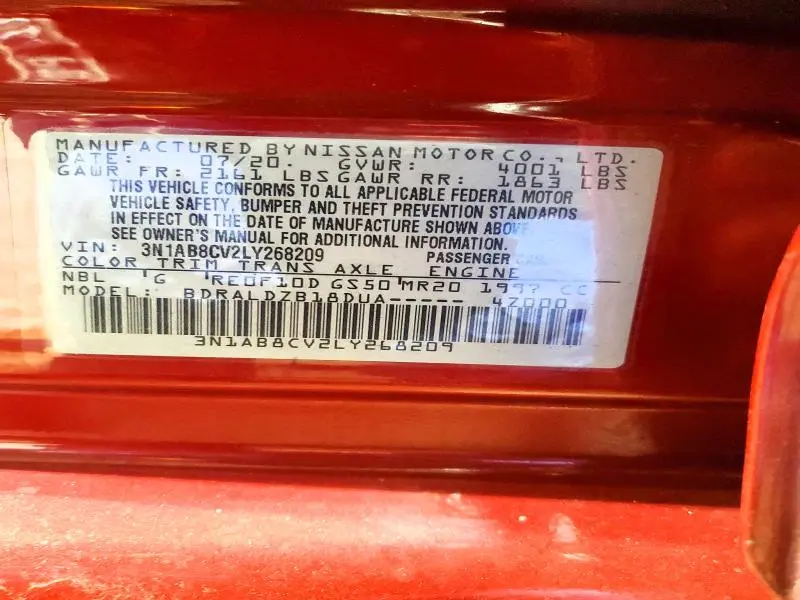 MANUFACTURED BY NISSAN MOTOR CO., LTD.
DATE: 07/20. GVWR: 4001 LBS
GAWR FR: 2161 LBS GAWR RR: 1863 LBS
THIS VEHICLE CONFORMS TO ALL APPLICABLE FEDERAL MOTOR
VEHICLE SAFETY, BUMPER AND THEFT PREVENTION STANDARDS
IN EFFECT ON THE DATE OF MANUFACTURE SHOWN ABOVE.
SEE OWNER'S MANUAL FOR ADDITIONAL INFORMATION.
VIN: 3N1AB8CV2LY268209 PASSENGER CAR
COLOR TRIM TRANS AXLE ENGINE
NBL G RE0F10D GS50 MR20 1997 CC
MODEL: BDRALDZB18DUA----- 4Z000
3N1AB8CV2LY268209